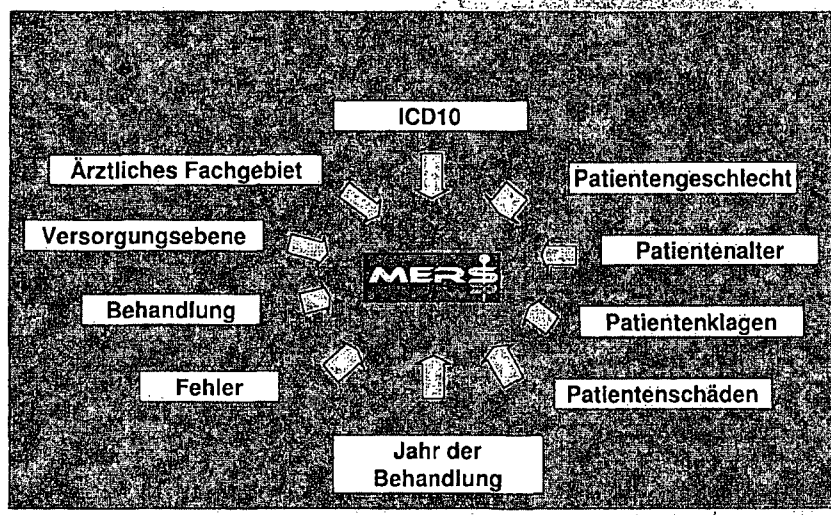 ICD10
Ärztliches Fachgebiet
Patientengeschlecht
Versorgungsebene
Patientenalter
MERS
Behandlung
Patientenklagen
Fehler
Patientenschäden
Jahr der
Behandlung